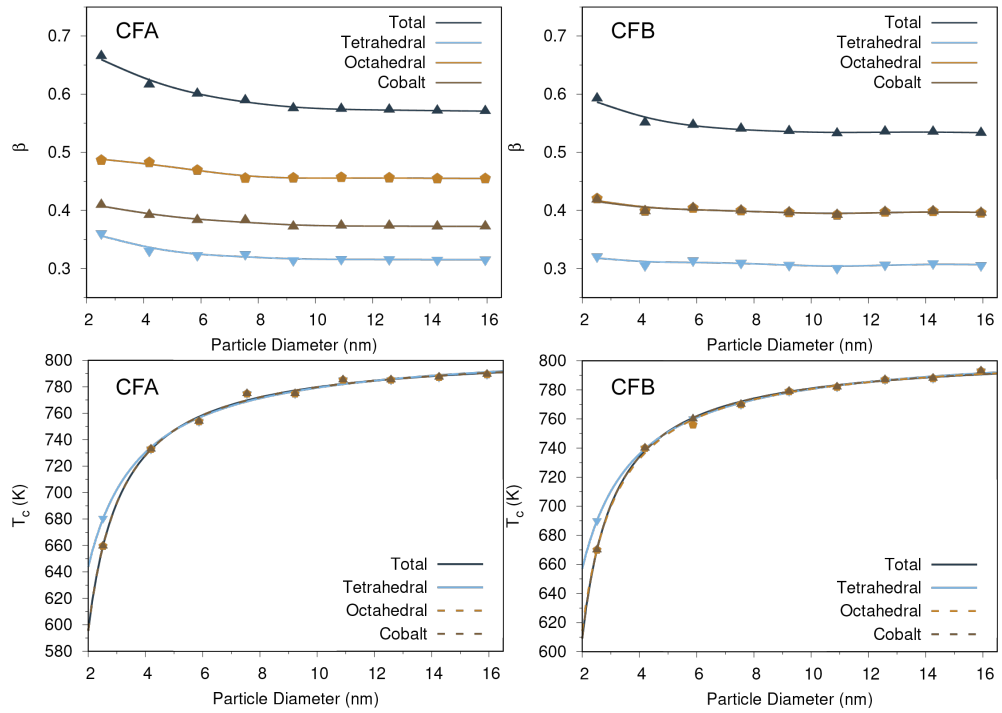 CFA
Total
Tetrahedral
Octahedral
Cobalt
0.7
0.6
0.5
0.4
0.3
β
2 4 6 8 10 12 14 16
Particle Diameter (nm)
CFB
Total
Tetrahedral
Octahedral
Cobalt
0.7
0.6
0.5
0.4
0.3
β
2 4 6 8 10 12 14 16
Particle Diameter (nm)
CFA
800
780
760
740
720
700
680
660
640
620
600
580
Tc (K)
Total
Tetrahedral
Octahedral
Cobalt
2 4 6 8 10 12 14 16
Particle Diameter (nm)
CFB
800
780
760
740
720
700
680
660
640
620
600
Tc (K)
Total
Tetrahedral
Octahedral
Cobalt
2 4 6 8 10 12 14 16
Particle Diameter (nm)